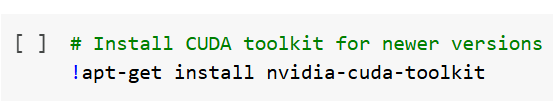 [ ] # Install CUDA toolkit for newer versions
!apt-get install nvidia-cuda-toolkit